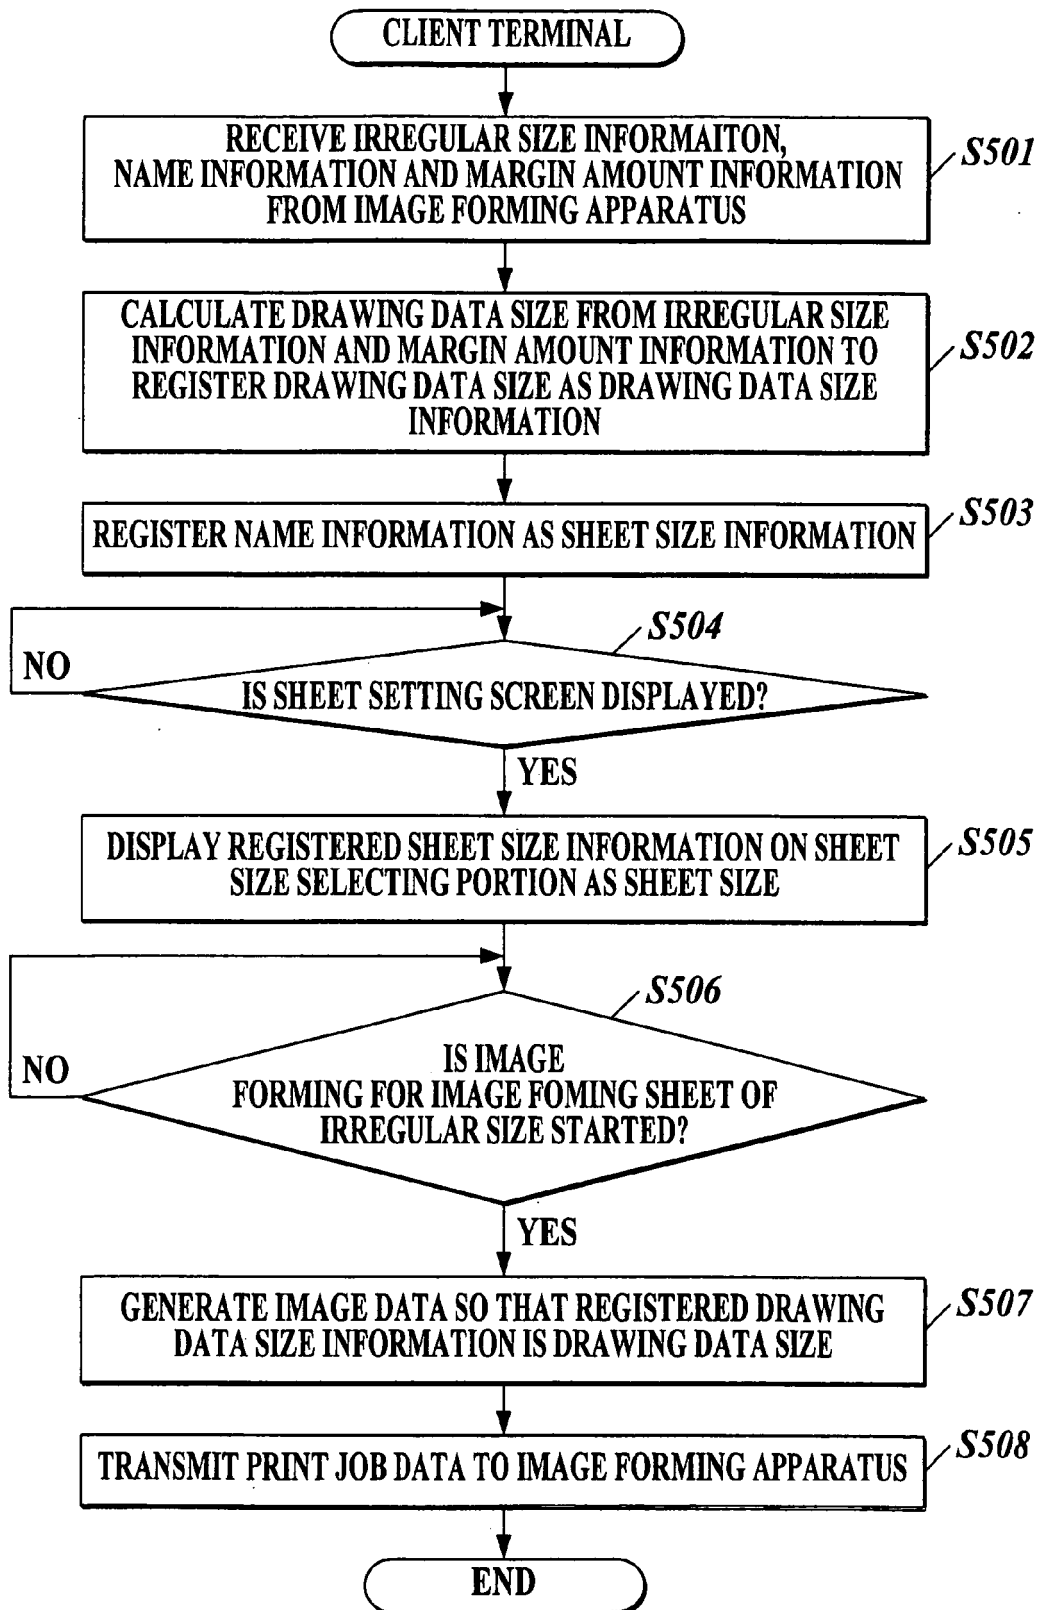 CLIENT TERMINAL
RECEIVE IRREGULAR SIZE INFORMAITON,
NAME INFORMATION AND MARGIN AMOUNT INFORMATION
FROM IMAGE FORMING APPARATUS
S501
CALCULATE DRAWING DATA SIZE FROM IRREGULAR SIZE
INFORMATION AND MARGIN AMOUNT INFORMATION TO
REGISTER DRAWING DATA SIZE AS DRAWING DATA SIZE
INFORMATION
S502
REGISTER NAME INFORMATION AS SHEET SIZE INFORMATION
S503
S504
NO
IS SHEET SETTING SCREEN DISPLAYED?
YES
DISPLAY REGISTERED SHEET SIZE INFORMATION ON SHEET
SIZE SELECTING PORTION AS SHEET SIZE
S505
S506
NO
IS IMAGE
FORMING FOR IMAGE FOMING SHEET OF
IRREGULAR SIZE STARTED?
YES
GENERATE IMAGE DATA SO THAT REGISTERED DRAWING
DATA SIZE INFORMATION IS DRAWING DATA SIZE
S507
TRANSMIT PRINT JOB DATA TO IMAGE FORMING APPARATUS
S508
END